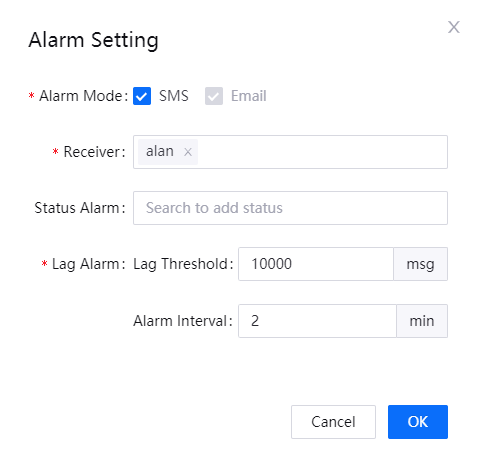 Alarm Setting
* Alarm Mode: SMS Email
* Receiver: alan ×
Status Alarm: Search to add status
* Lag Alarm: Lag Threshold: 10000 msg
Alarm Interval: 2 min
Cancel OK